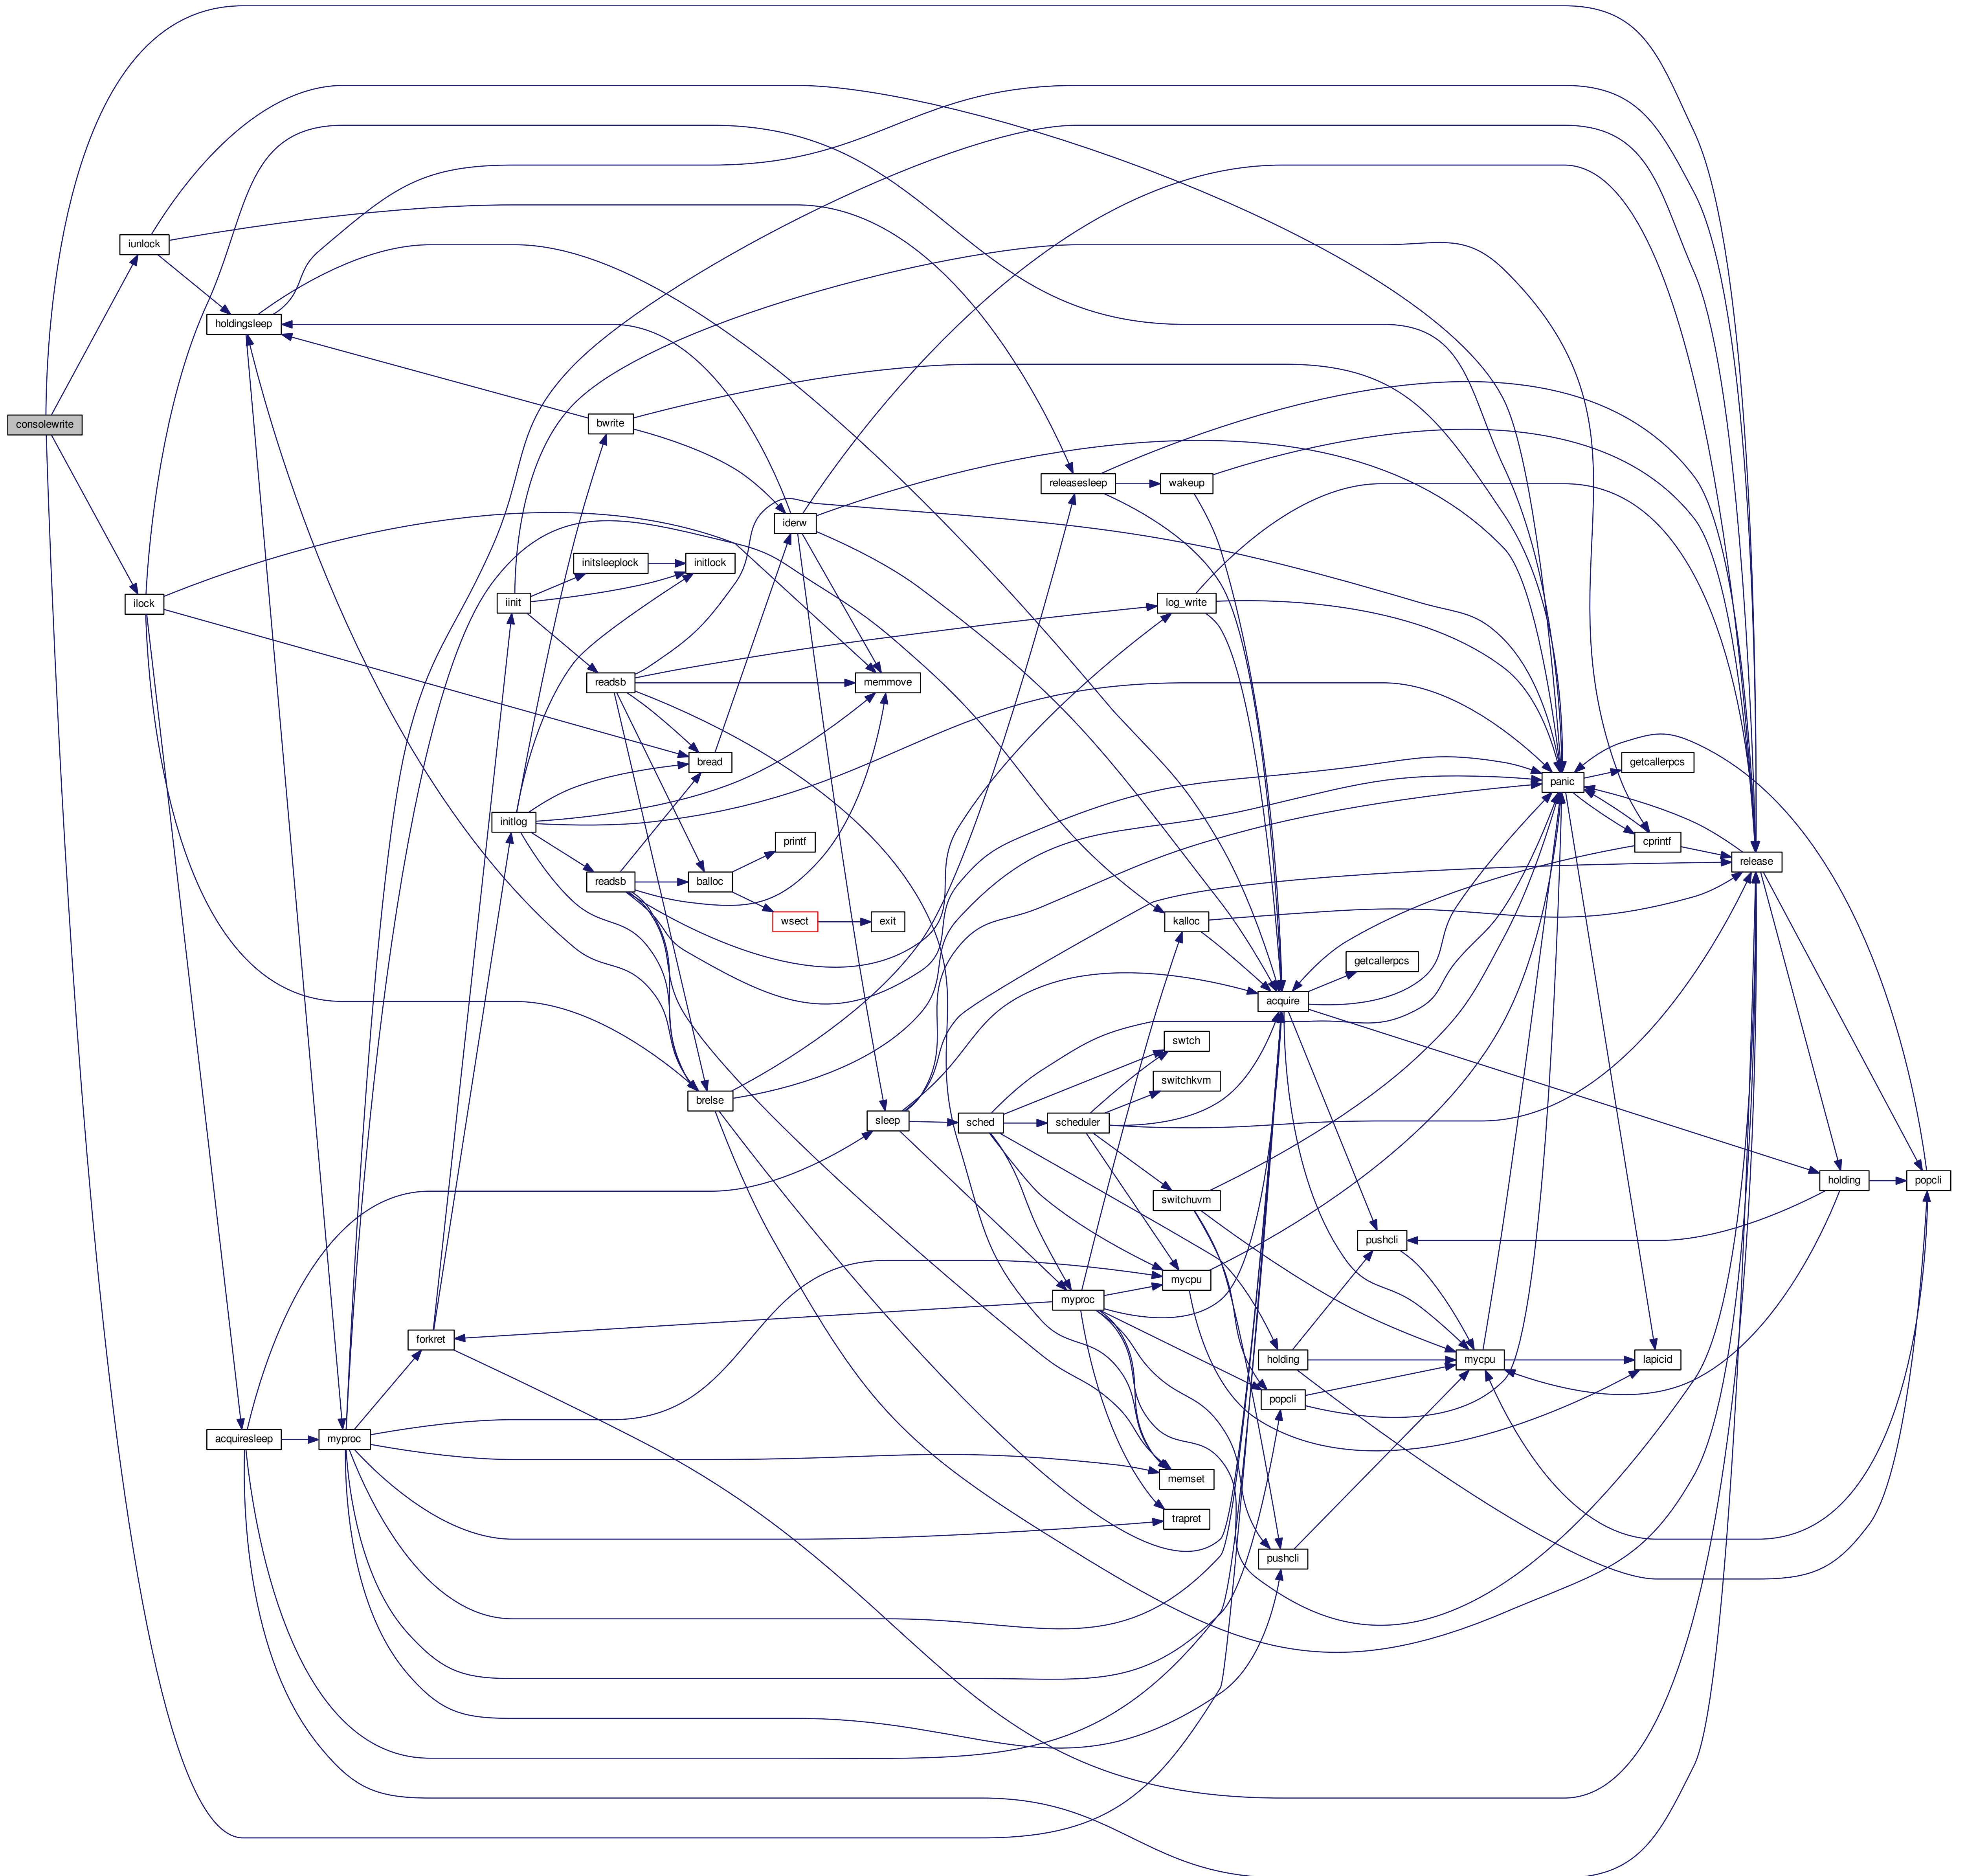 consolewrite
iunlock
holdingsleep
ilock
bwrite
releasesleep
wakeup
iderw
initsleeplock
initlock
iinit
log_write
readsb
memmove
bread
getcallerpcs
panic
initlog
printf
cprintf
release
readsb
balloc
wsect
exit
kalloc
getcallerpcs
acquire
swtch
switchkvm
brelse
sleep
sched
scheduler
holding
popcli
switchuvm
pushcli
mycpu
myproc
forkret
holding
mycpu
lapicid
popcli
acquiresleep
myproc
memset
trapret
pushcli